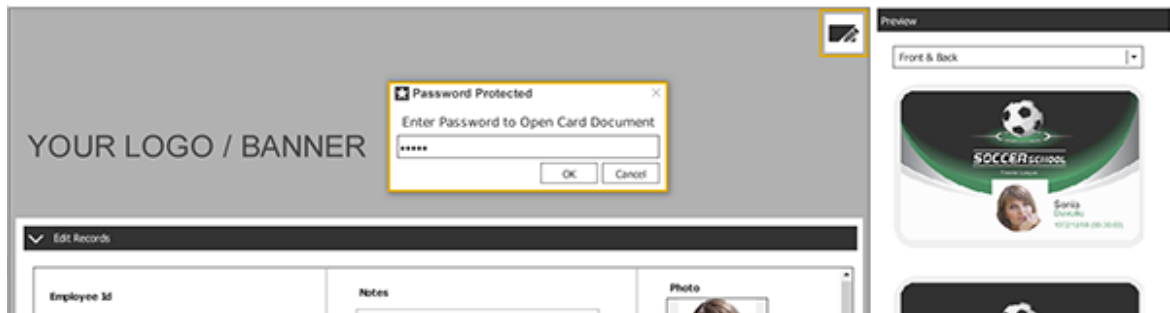 Preview
Front & Back
Password Protected
Enter Password to Open Card Document
•••••
OK Cancel
YOUR LOGO / BANNER
SOCCER SCHOOL
Sonia
Edit Records
Employee Id
Notes
Photo